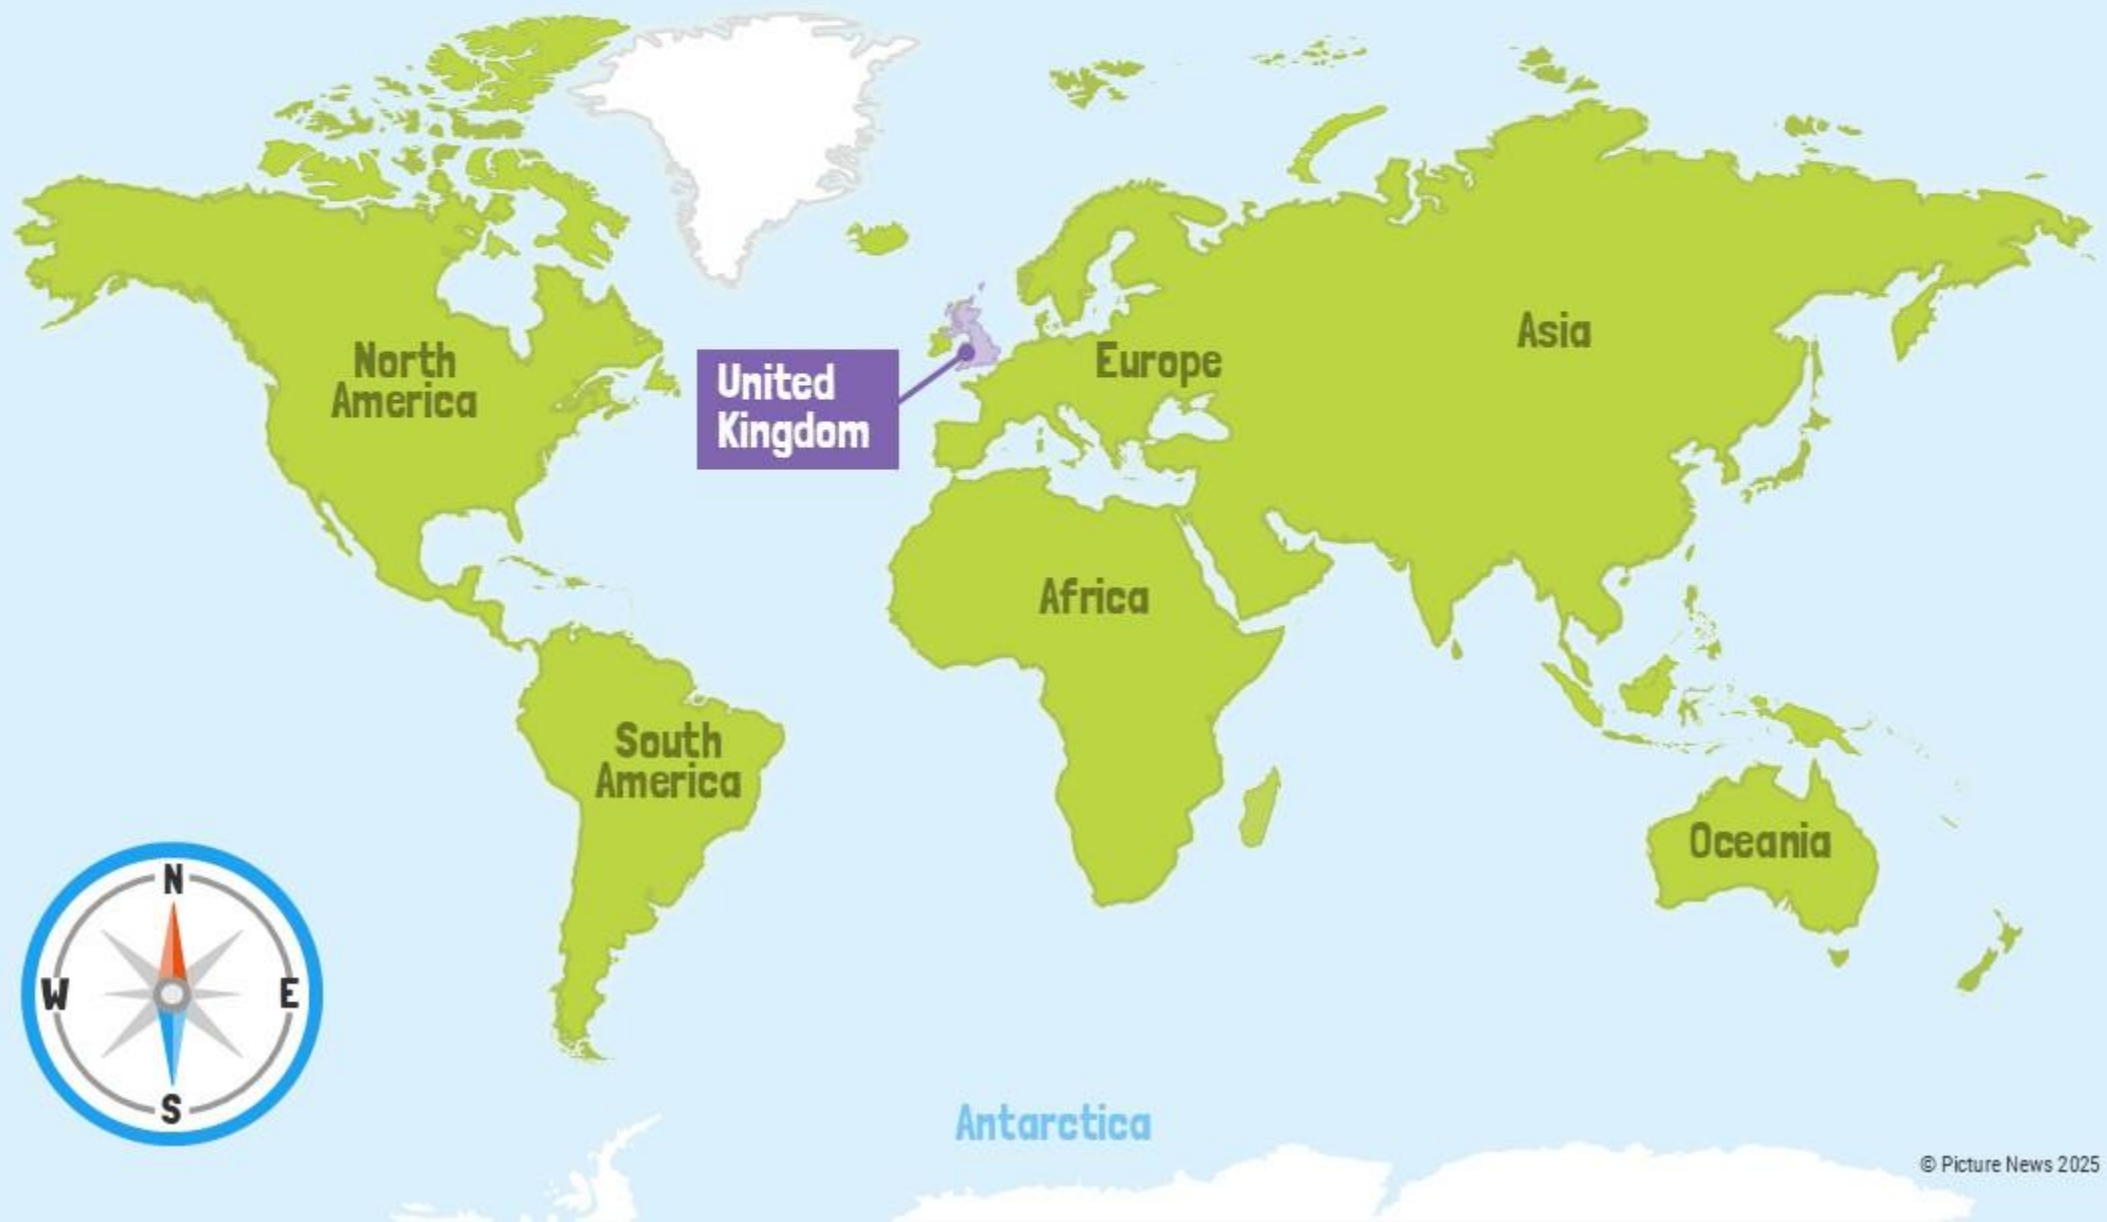 North
America
United
Kingdom
Europe
Asia
Africa
South
America
Oceania
N
W
E
S
Antarctica
© Picture News 2025